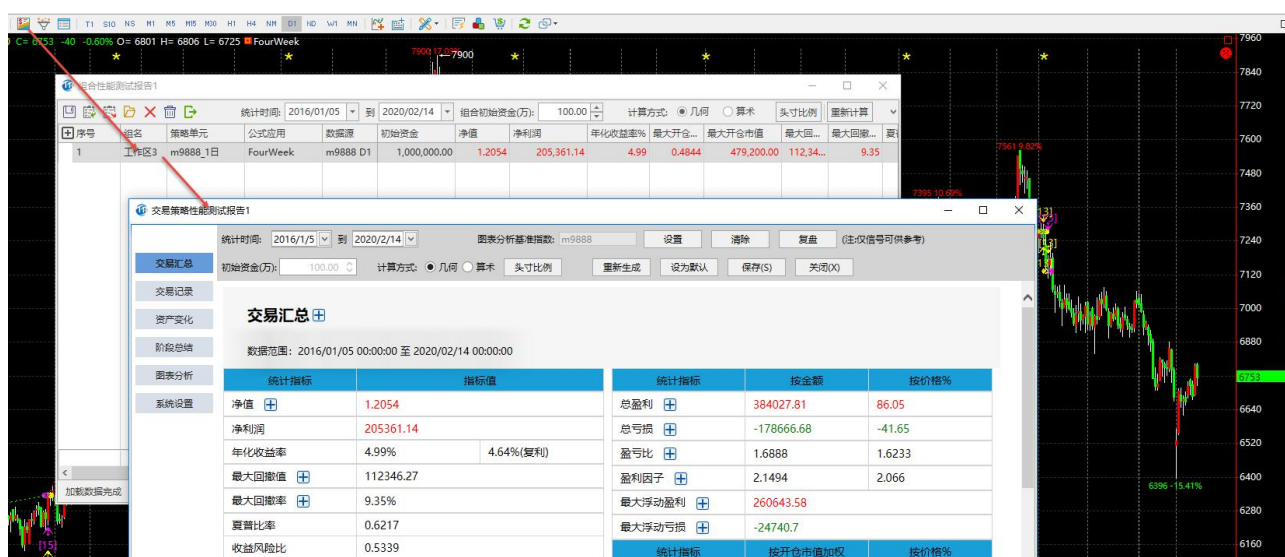 T1 S10 NS M1 M5 M15 M30 H1 H4 NM D1 ND W1 MN
C= 6753 -40 -0.60% O= 6801 H= 6806 L= 6725 FourWeek
7900 17.03%
7900
7960
7840
7720
7600
7480
7360
7240
7120
7000
6880
6753
6640
6520
6400
6280
6160
7561 9.82%
7395 10.69%
6396 -15.41%
[15]
组合性能测试报告1
统计时间: 2016/01/05 到 2020/02/14 组合初始资金(万): 100.00 计算方式: 几何 算术 头寸比例 重新计算
序号 组名 策略单元 公式应用 数据源 初始资金 净值 净利润 年化收益率% 最大开仓... 最大开仓市值 最大回... 最大回撤...
1 工作区3 m9888_1日 FourWeek m9888 D1 1,000,000.00 1.2054 205,361.14 4.99 0.4844 479,200.00 112,34... 9.35
加载数据完成
交易策略性能测试报告1
统计时间: 2016/1/5 到 2020/2/14 图表分析基准指数: m9888 设置 清除 复盘 (注:仅信号可供参考)
初始资金(万): 100.00 计算方式: 几何 算术 头寸比例 重新生成 设为默认 保存(S) 关闭(X)
交易汇总
交易记录
资产变化
阶段总结
图表分析
系统设置
交易汇总
数据范围: 2016/01/05 00:00:00 至 2020/02/14 00:00:00
统计指标 指标值
净值 1.2054
净利润 205361.14
年化收益率 4.99% 4.64%(复利)
最大回撤值 112346.27
最大回撤率 9.35%
夏普比率 0.6217
收益风险比 0.5339
统计指标 按金额 按价格%
总盈利 384027.81 86.05
总亏损 -178666.68 -41.65
盈亏比 1.6888 1.6233
盈利因子 2.1494 2.066
最大浮动盈利 260643.58
最大浮动亏损 -24740.7
统计指标 按开仓市值加权 按价格%